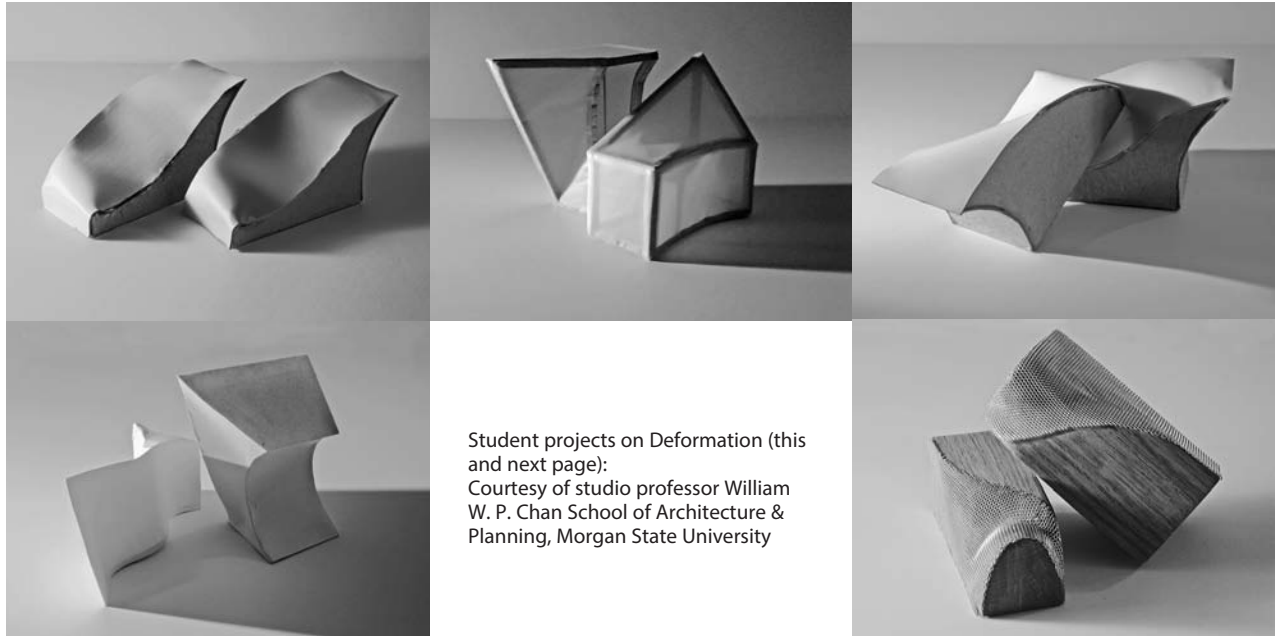 Student projects on Deformation (this
and next page):
Courtesy of studio professor William
W. P. Chan School of Architecture &
Planning, Morgan State University